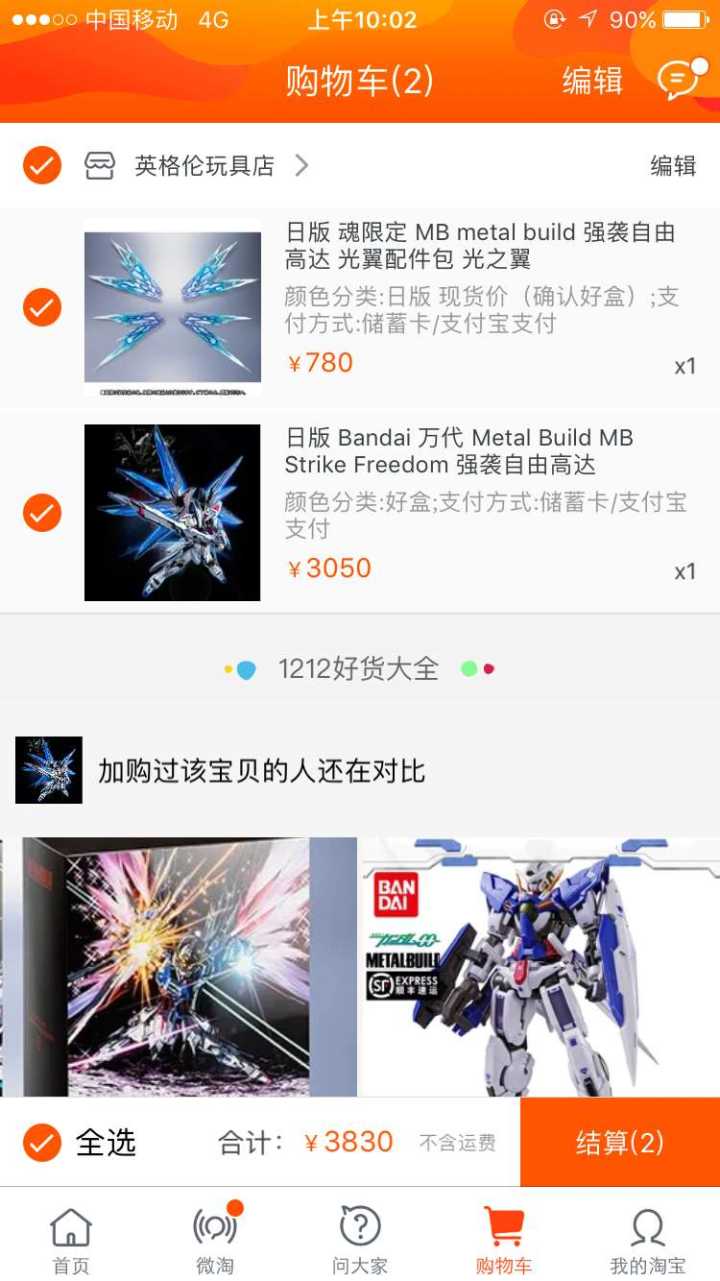 中国移动 4G 上午10:02 90%
购物车(2) 编辑
英格伦玩具店 编辑
日版 魂限定 MB metal build 强袭自由
高达 光翼配件包 光之翼
颜色分类:日版 现货价（确认好盒）;支
付方式:储蓄卡/支付宝支付
¥780 x1
日版 Bandai 万代 Metal Build MB
Strike Freedom 强袭自由高达
颜色分类:好盒;支付方式:储蓄卡/支付宝
支付
¥3050 x1
1212好货大全
加购过该宝贝的人还在对比
BAN
DAI
METALBUILD
SF EXPRESS
顺丰速运
全选 合计: ¥3830 不含运费 结算(2)
首页 微淘 问大家 购物车 我的淘宝